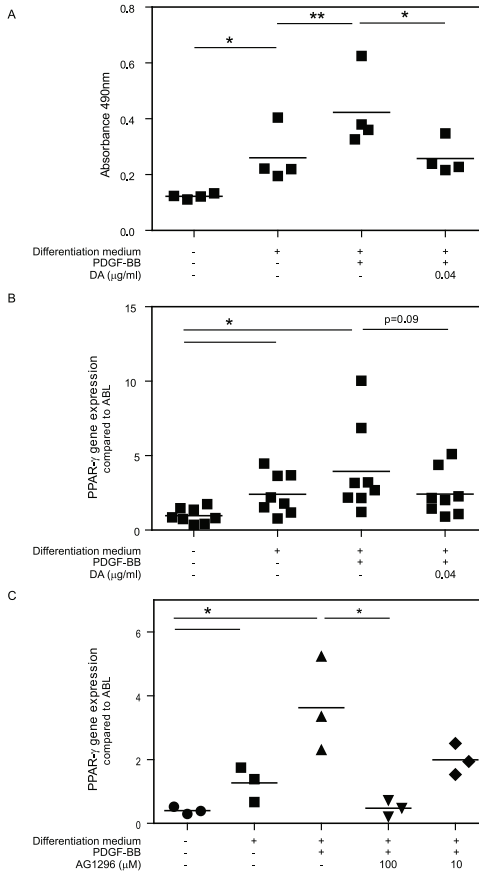 A
* ** *
0.8
0.6
0.4
0.2
0.0
Absorbance 490nm
Differentiation medium - + + +
PDGF-BB - - + +
DA (μg/ml) - - - 0.04
B
* p=0.09
15
10
5
0
PPAR-γ gene expression
compared to ABL
Differentiation medium - + + +
PDGF-BB - - + +
DA (μg/ml) - - - 0.04
C
* *
6
4
2
0
PPAR-γ gene expression
compared to ABL
Differentiation medium - + + + +
PDGF-BB - - + + +
AG1296 (μM) - - - 100 10